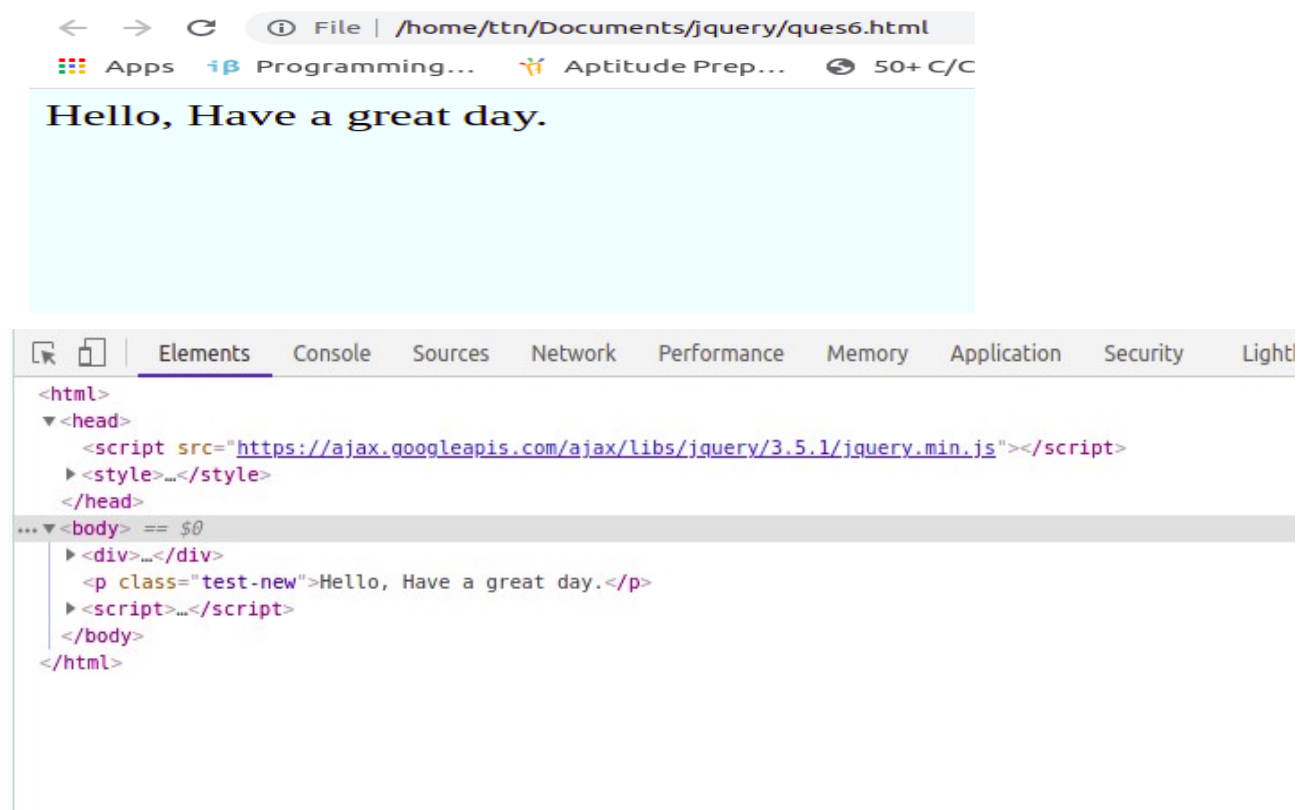 File | /home/ttn/Documents/jquery/ques6.html
Apps iβ Programming... Aptitude Prep... 50+ C/C
Hello, Have a great day.
Elements Console Sources Network Performance Memory Application Security Light
<html>
▼<head>
<script src="https://ajax.googleapis.com/ajax/libs/jquery/3.5.1/jquery.min.js"></script>
▶<style>…</style>
</head>
… ▼<body> == $0
▶<div>…</div>
<p class="test-new">Hello, Have a great day.</p>
▶<script>…</script>
</body>
</html>